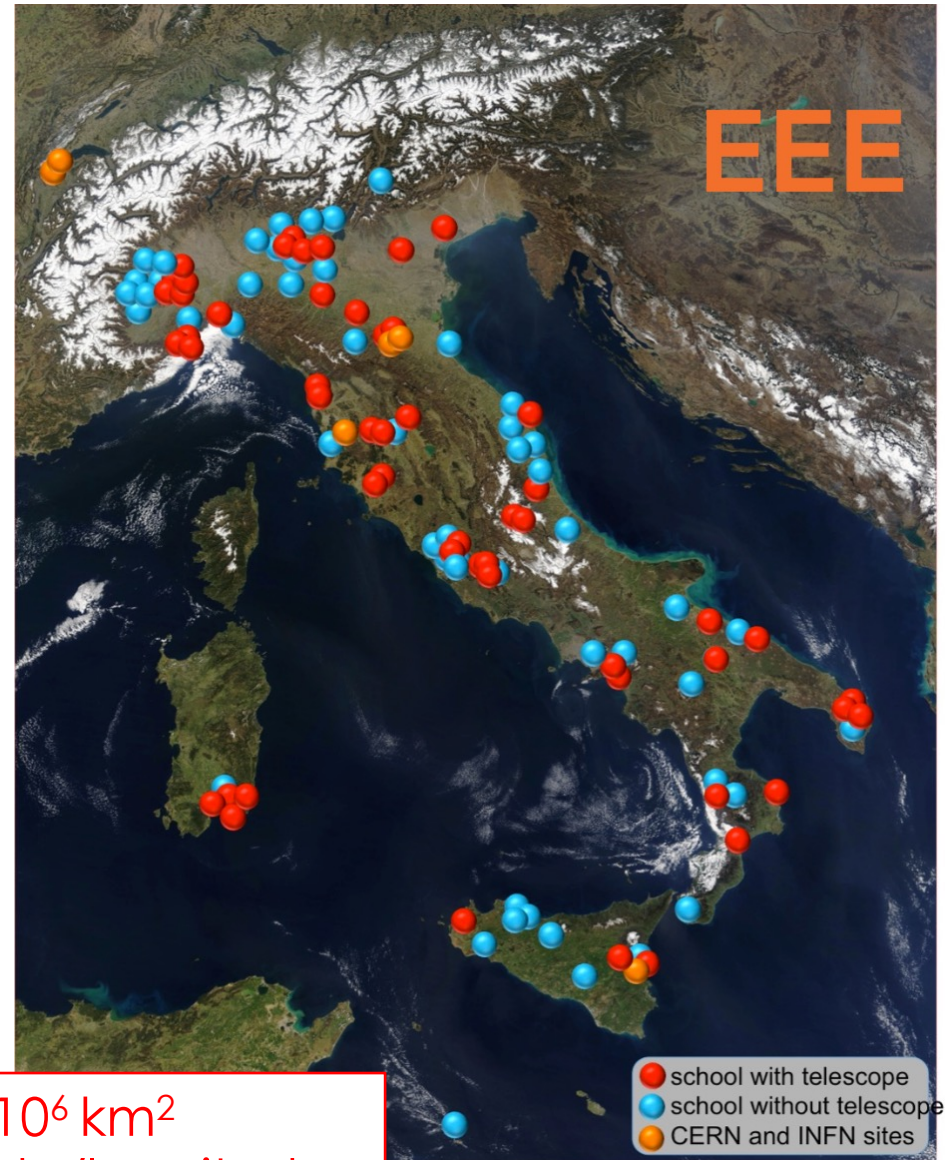 EEE
school with telescope
school without telescope
CERN and INFN sites
10⁶ km²